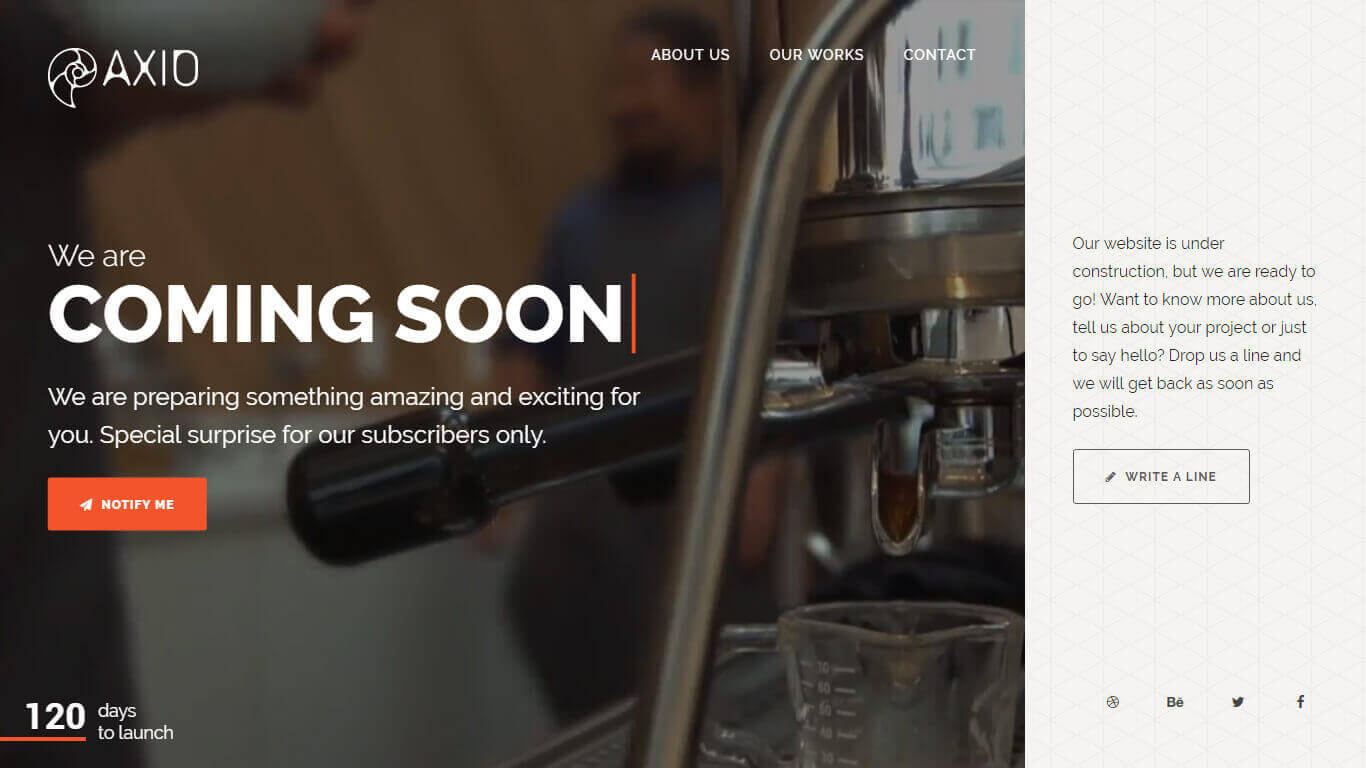 AXIO
ABOUT US OUR WORKS CONTACT
We are
COMING SOON
We are preparing something amazing and exciting for
you. Special surprise for our subscribers only.
NOTIFY ME
120 days
to launch
Our website is under
construction, but we are ready to
go! Want to know more about us,
tell us about your project or just
to say hello? Drop us a line and
we will get back as soon as
possible.
WRITE A LINE
Bē